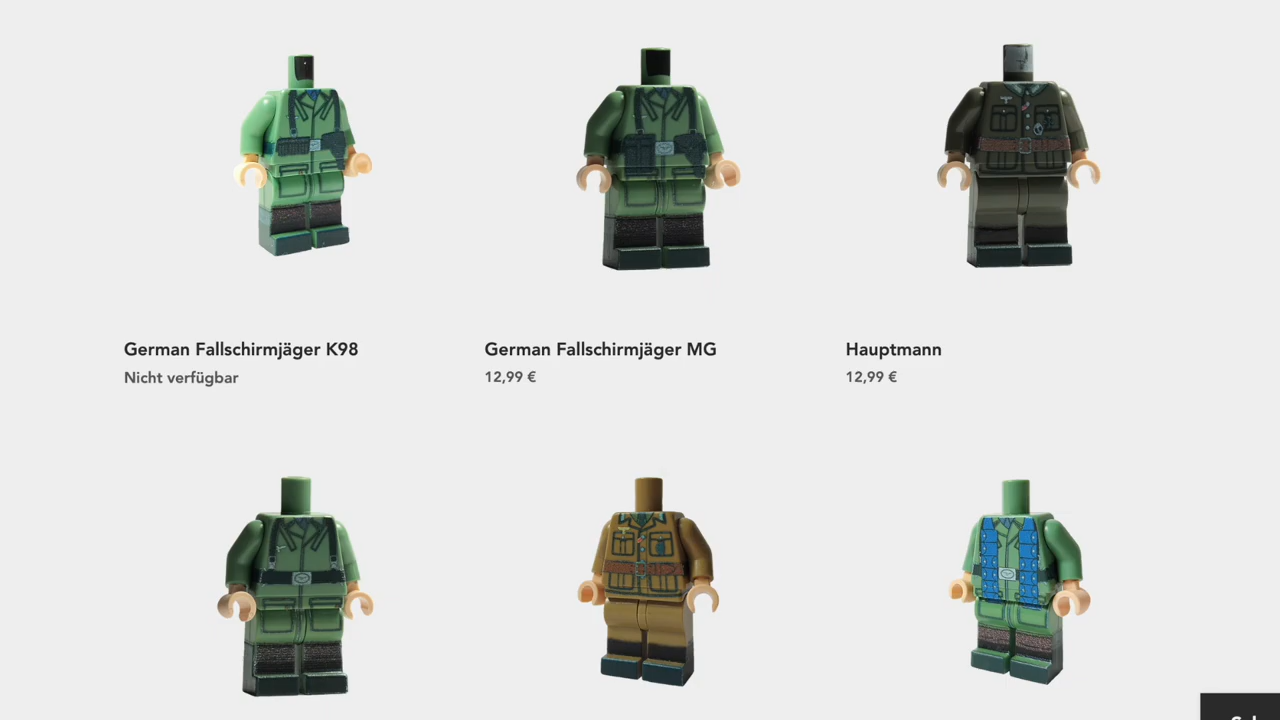 German Fallschirmjäger K98
Nicht verfügbar
German Fallschirmjäger MG
12,99 €
Hauptmann
12,99 €